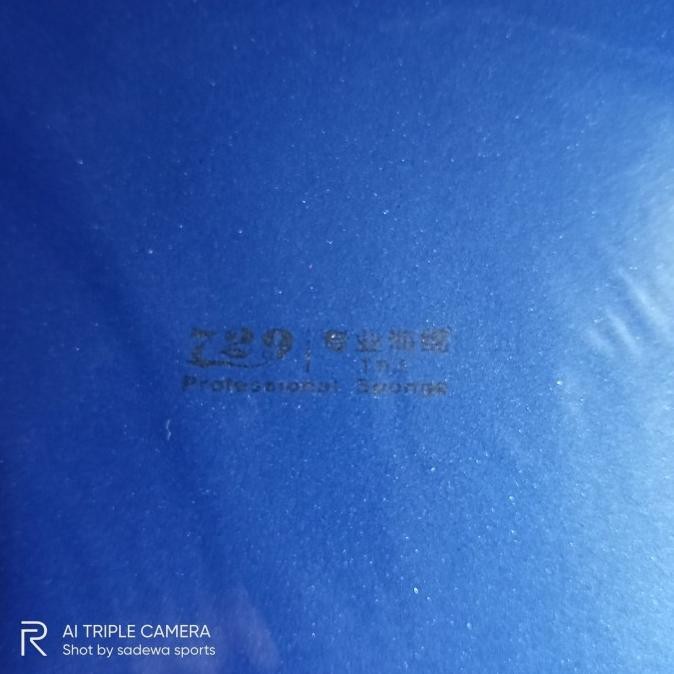 729 专业海绵
Professional Sponge
AI TRIPLE CAMERA
Shot by sadewa sports